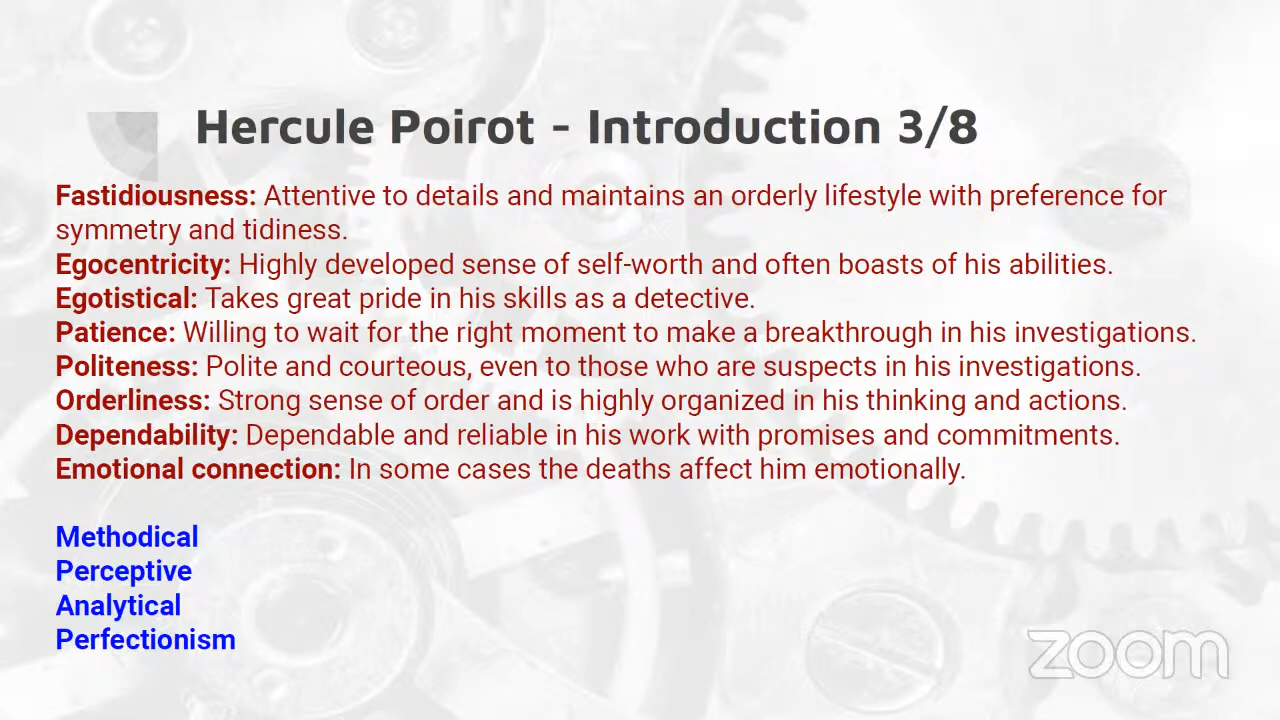 Hercule Poirot - Introduction 3/8
Fastidiousness: Attentive to details and maintains an orderly lifestyle with preference for
symmetry and tidiness.
Egocentricity: Highly developed sense of self-worth and often boasts of his abilities.
Egotistical: Takes great pride in his skills as a detective.
Patience: Willing to wait for the right moment to make a breakthrough in his investigations.
Politeness: Polite and courteous, even to those who are suspects in his investigations.
Orderliness: Strong sense of order and is highly organized in his thinking and actions.
Dependability: Dependable and reliable in his work with promises and commitments.
Emotional connection: In some cases the deaths affect him emotionally.
Methodical
Perceptive
Analytical
Perfectionism
zoom